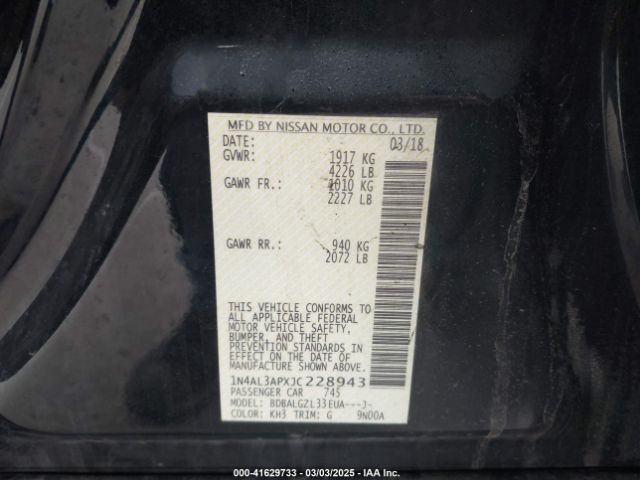 MFD BY NISSAN MOTOR CO., LTD.
DATE: 03/18
GVWR: 1917 KG
4226 LB
GAWR FR.: 1010 KG
2227 LB
GAWR RR.: 940 KG
2072 LB
THIS VEHICLE CONFORMS TO
ALL APPLICABLE FEDERAL
MOTOR VEHICLE SAFETY,
BUMPER, AND THEFT
PREVENTION STANDARDS IN
EFFECT ON THE DATE OF
MANUFACTURE SHOWN ABOVE.
1N4AL3APXJC228943
PASSENGER CAR 745
MODEL: BDBALGZL33EUA---J-
COLOR: KH3 TRIM: G 9N00A
0WNER - 41629733 / 03/03/2025 - IAA